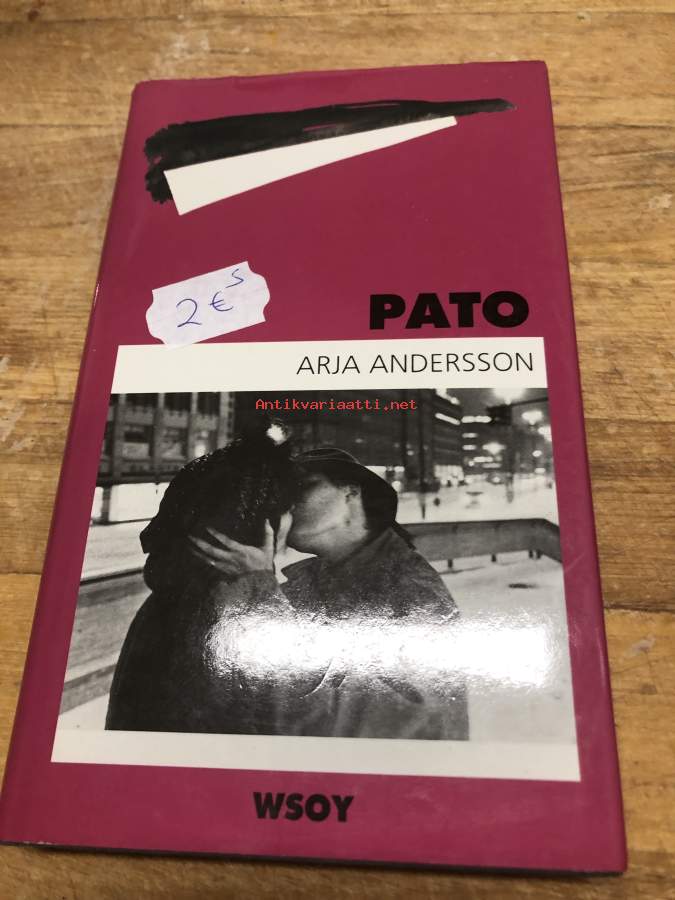 2 € s
PATO
ARJA ANDERSSON
Antikvariaatti.net
WSOY